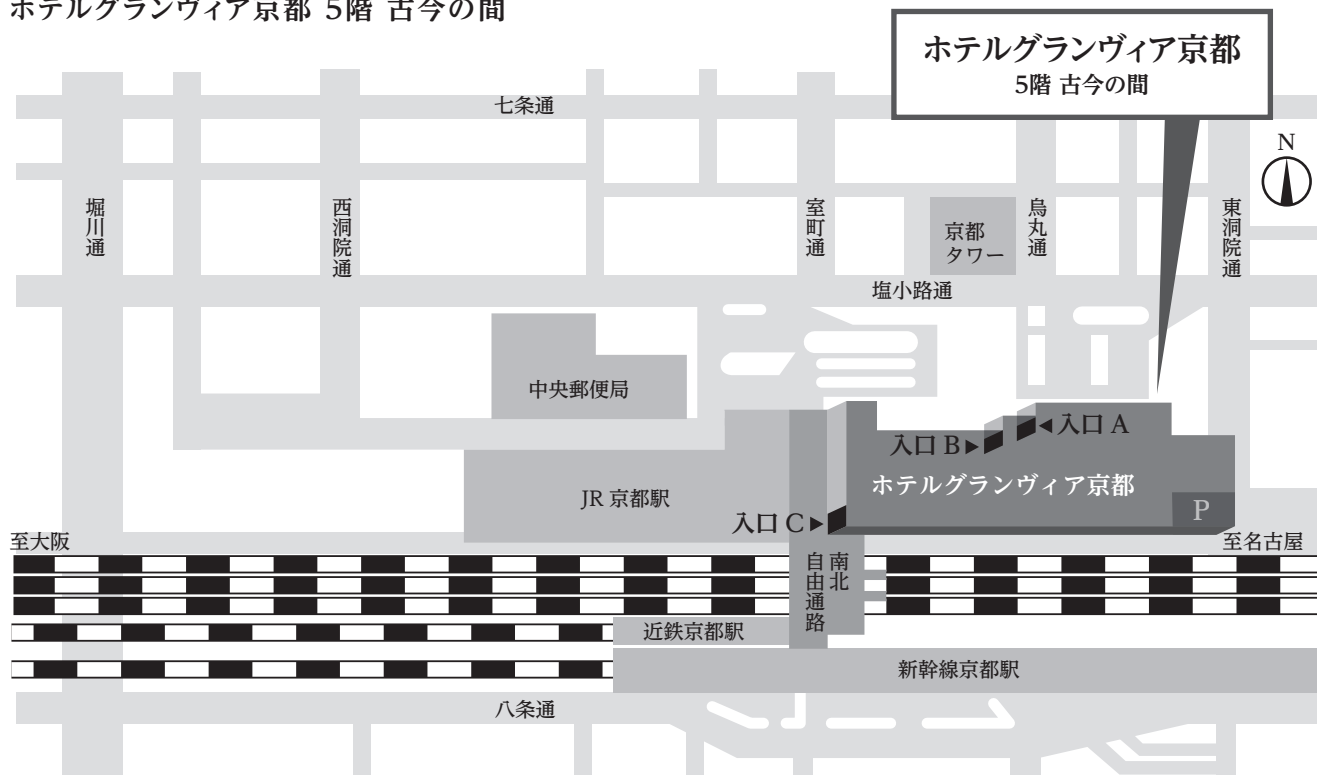 ホテルグランヴィア京都 5階 古今の間
ホテルグランヴィア京都
5階 古今の間
七条通
N
堀川通
西洞院通
室町通
京都
タワー
烏丸通
東洞院通
塩小路通
中央郵便局
入口 A
入口 B
ホテルグランヴィア京都
JR 京都駅
P
入口 C
至大阪
至名古屋
南北
自由通路
近鉄京都駅
新幹線京都駅
八条通